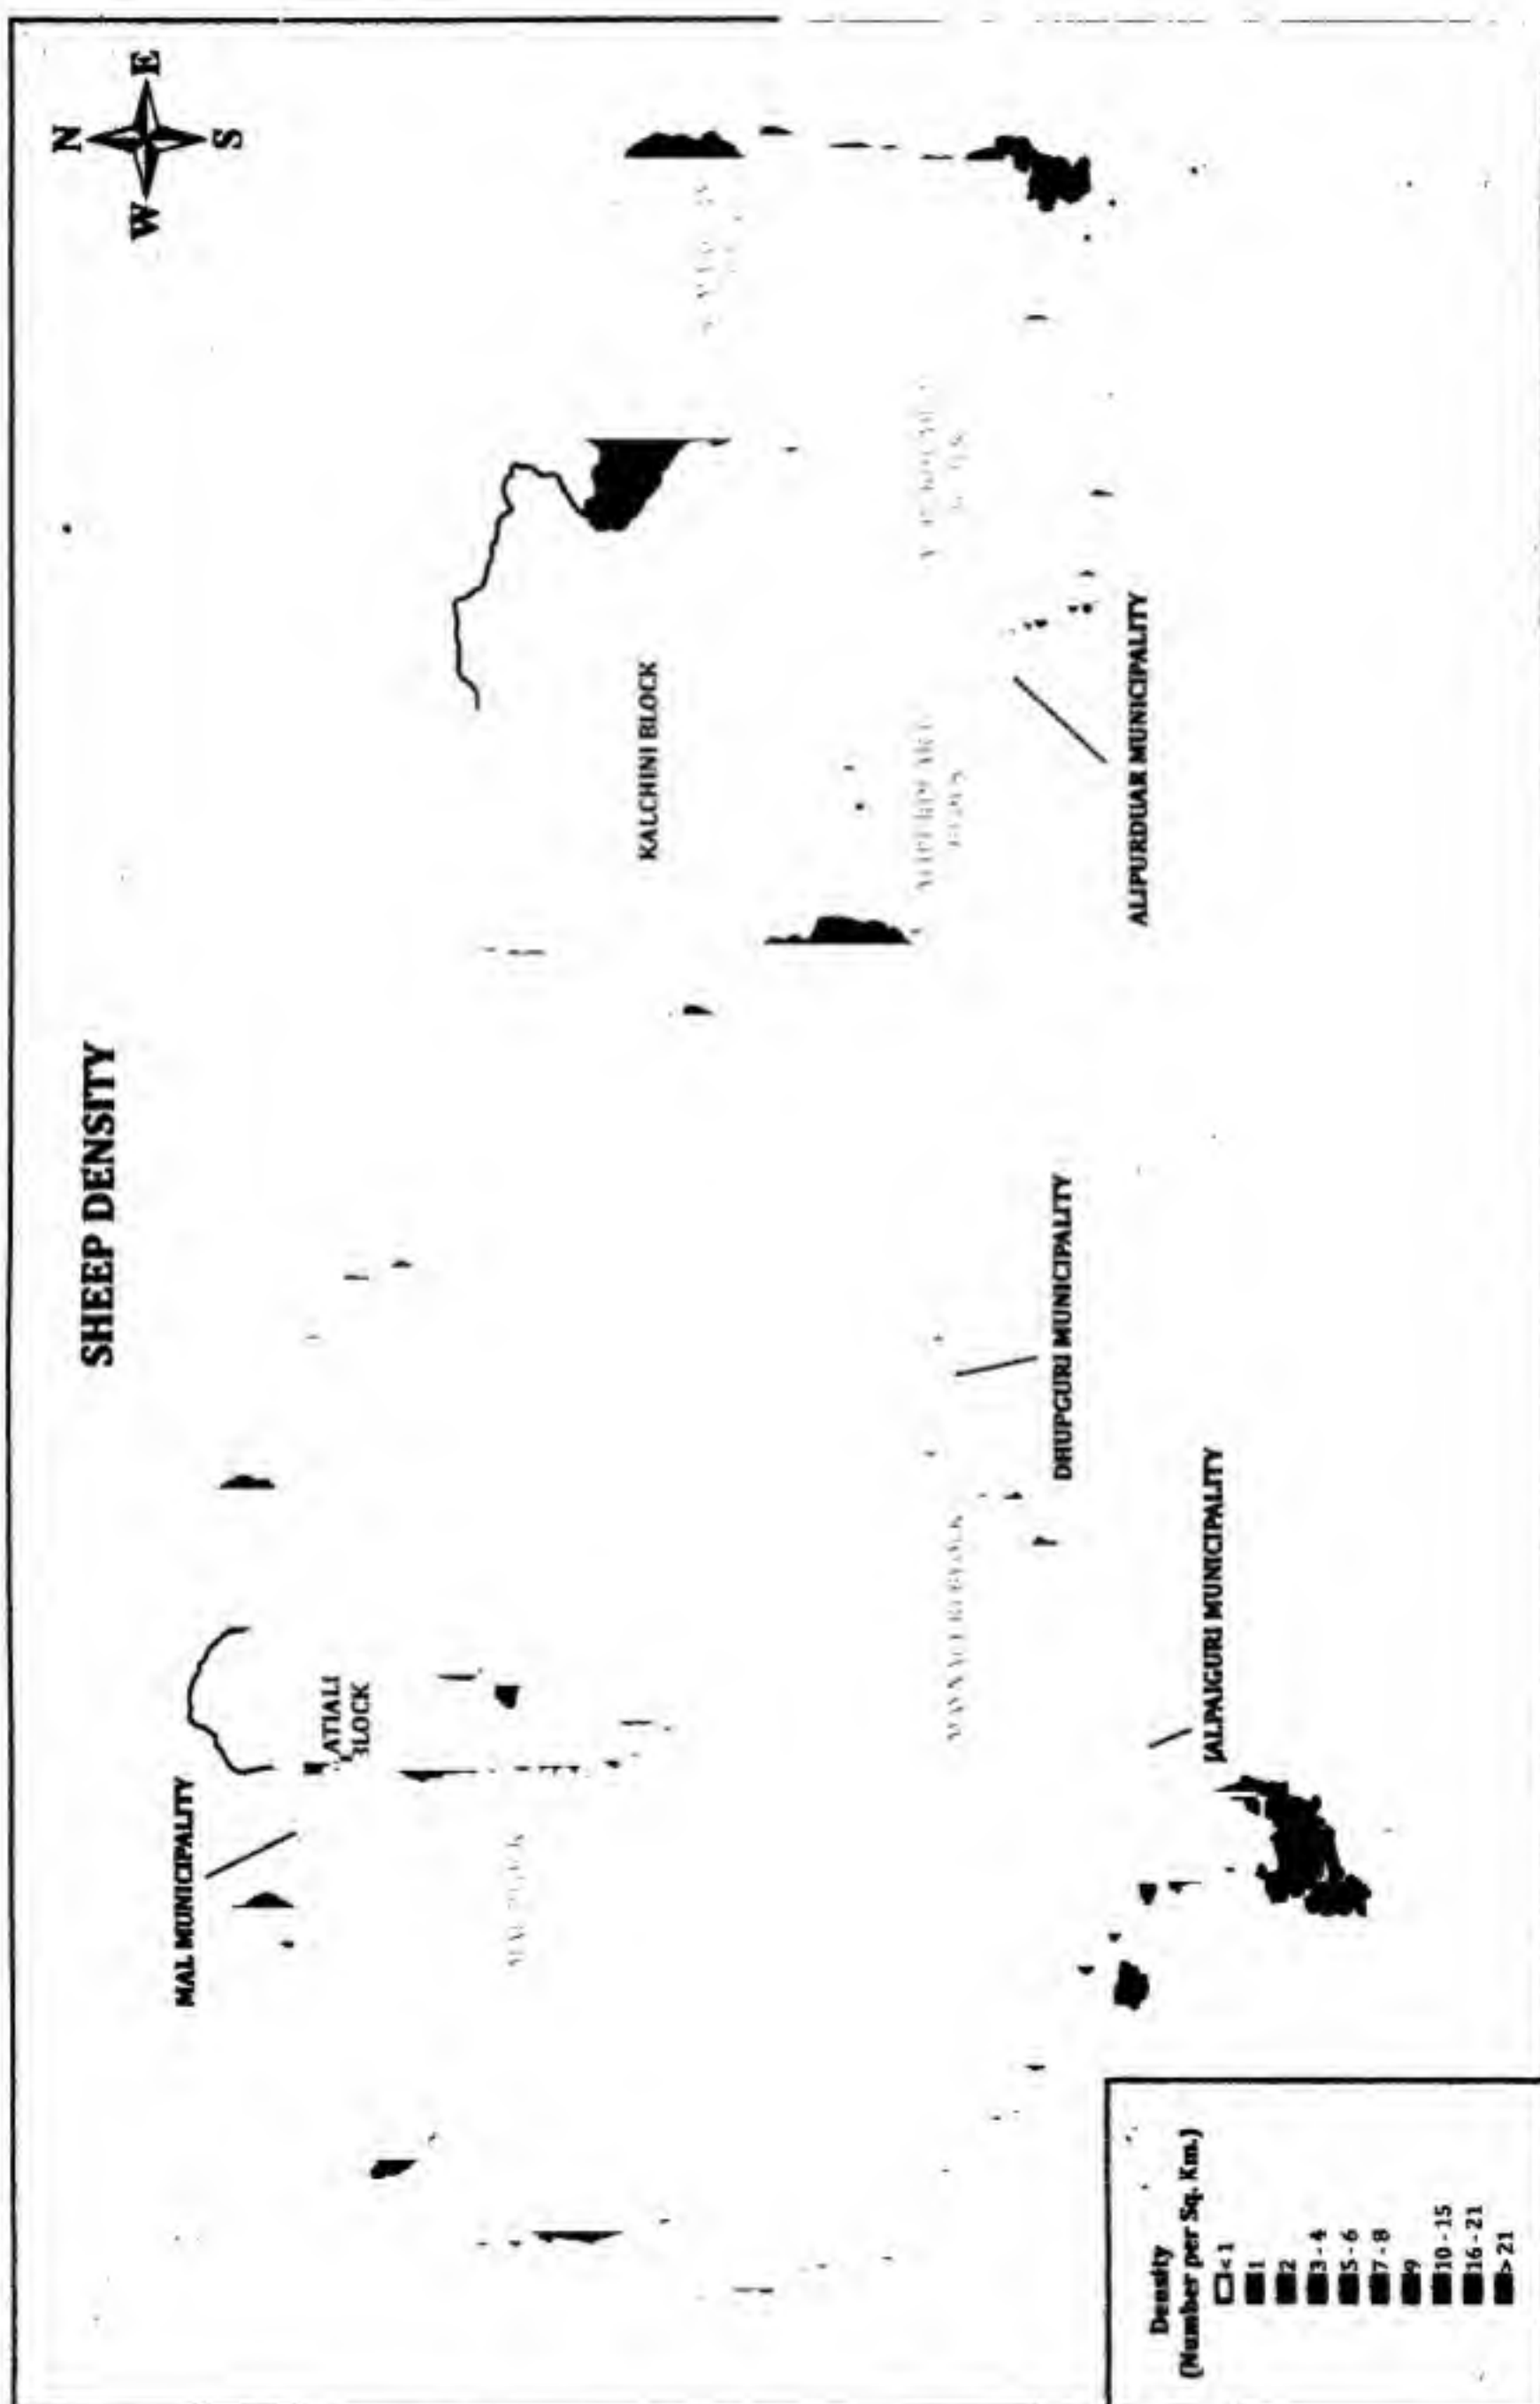 SHEEP DENSITY
N
W E
S
MAL MUNICIPALITY
ATIALI
BLOCK
KALCHINI BLOCK
DHUPGURI MUNICIPALITY
ALIPURDUAR MUNICIPALITY
JALPAIGURI MUNICIPALITY
Density
(Number per Sq. Km.)
<1
1
2
3 - 4
5 - 6
7 - 8
9
10 - 15
16 - 21
> 21